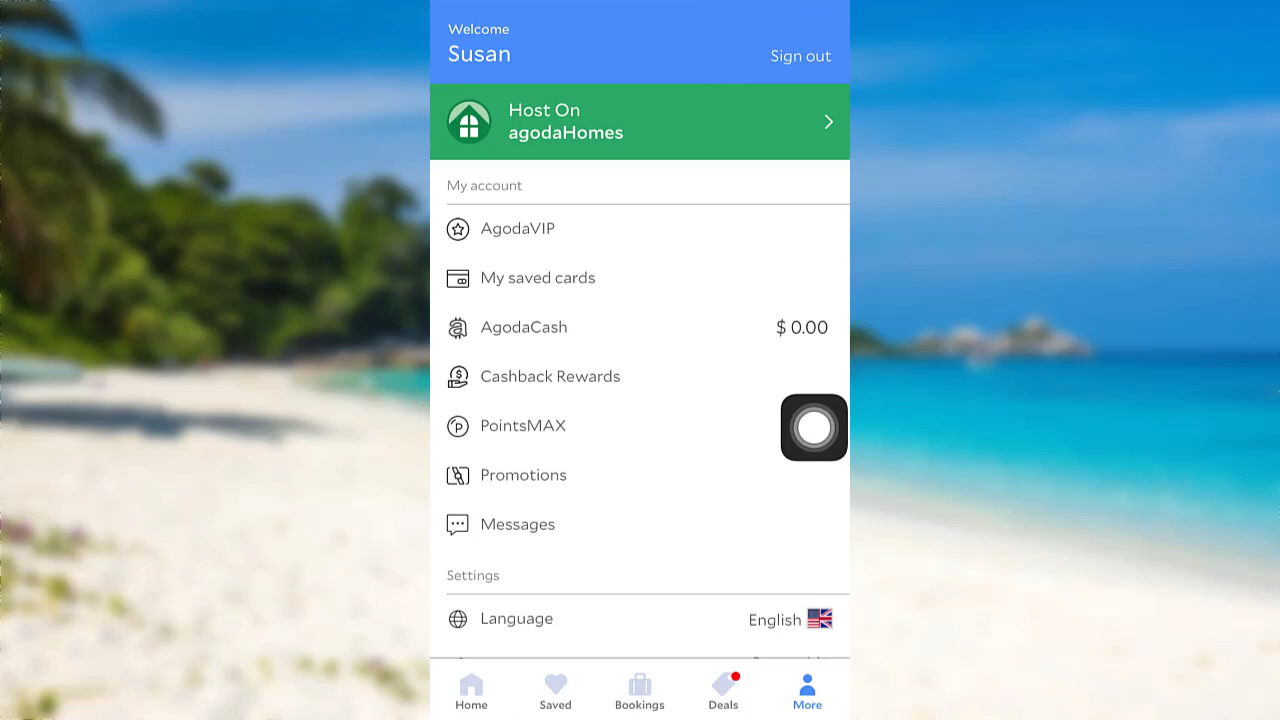 Welcome
Susan
Sign out
Host On
agodaHomes
My account
AgodaVIP
My saved cards
AgodaCash $ 0.00
Cashback Rewards
PointsMAX
Promotions
Messages
Settings
Language English
Home Saved Bookings Deals More